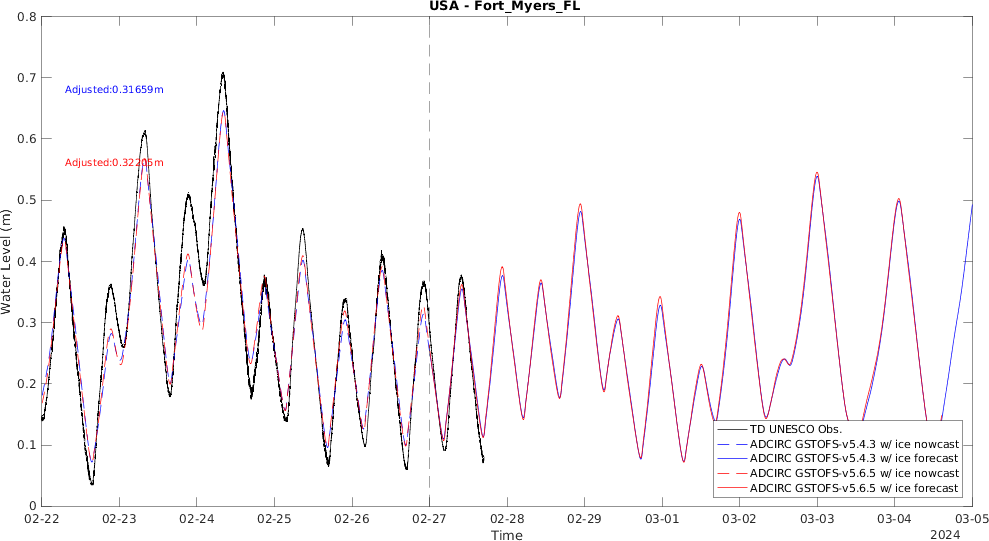 USA - Fort_Myers_FL
0.8
0.7
Adjusted:0.31659m
0.6
Adjusted:0.32205m
0.5
0.4
Water Level (m)
0.3
0.2
0.1
0
TD UNESCO Obs.
ADCIRC GSTOFS-v5.4.3 w/ ice nowcast
ADCIRC GSTOFS-v5.4.3 w/ ice forecast
ADCIRC GSTOFS-v5.6.5 w/ ice nowcast
ADCIRC GSTOFS-v5.6.5 w/ ice forecast
02-22 02-23 02-24 02-25 02-26 02-27 02-28 02-29 03-01 03-02 03-03 03-04 03-05
Time
2024